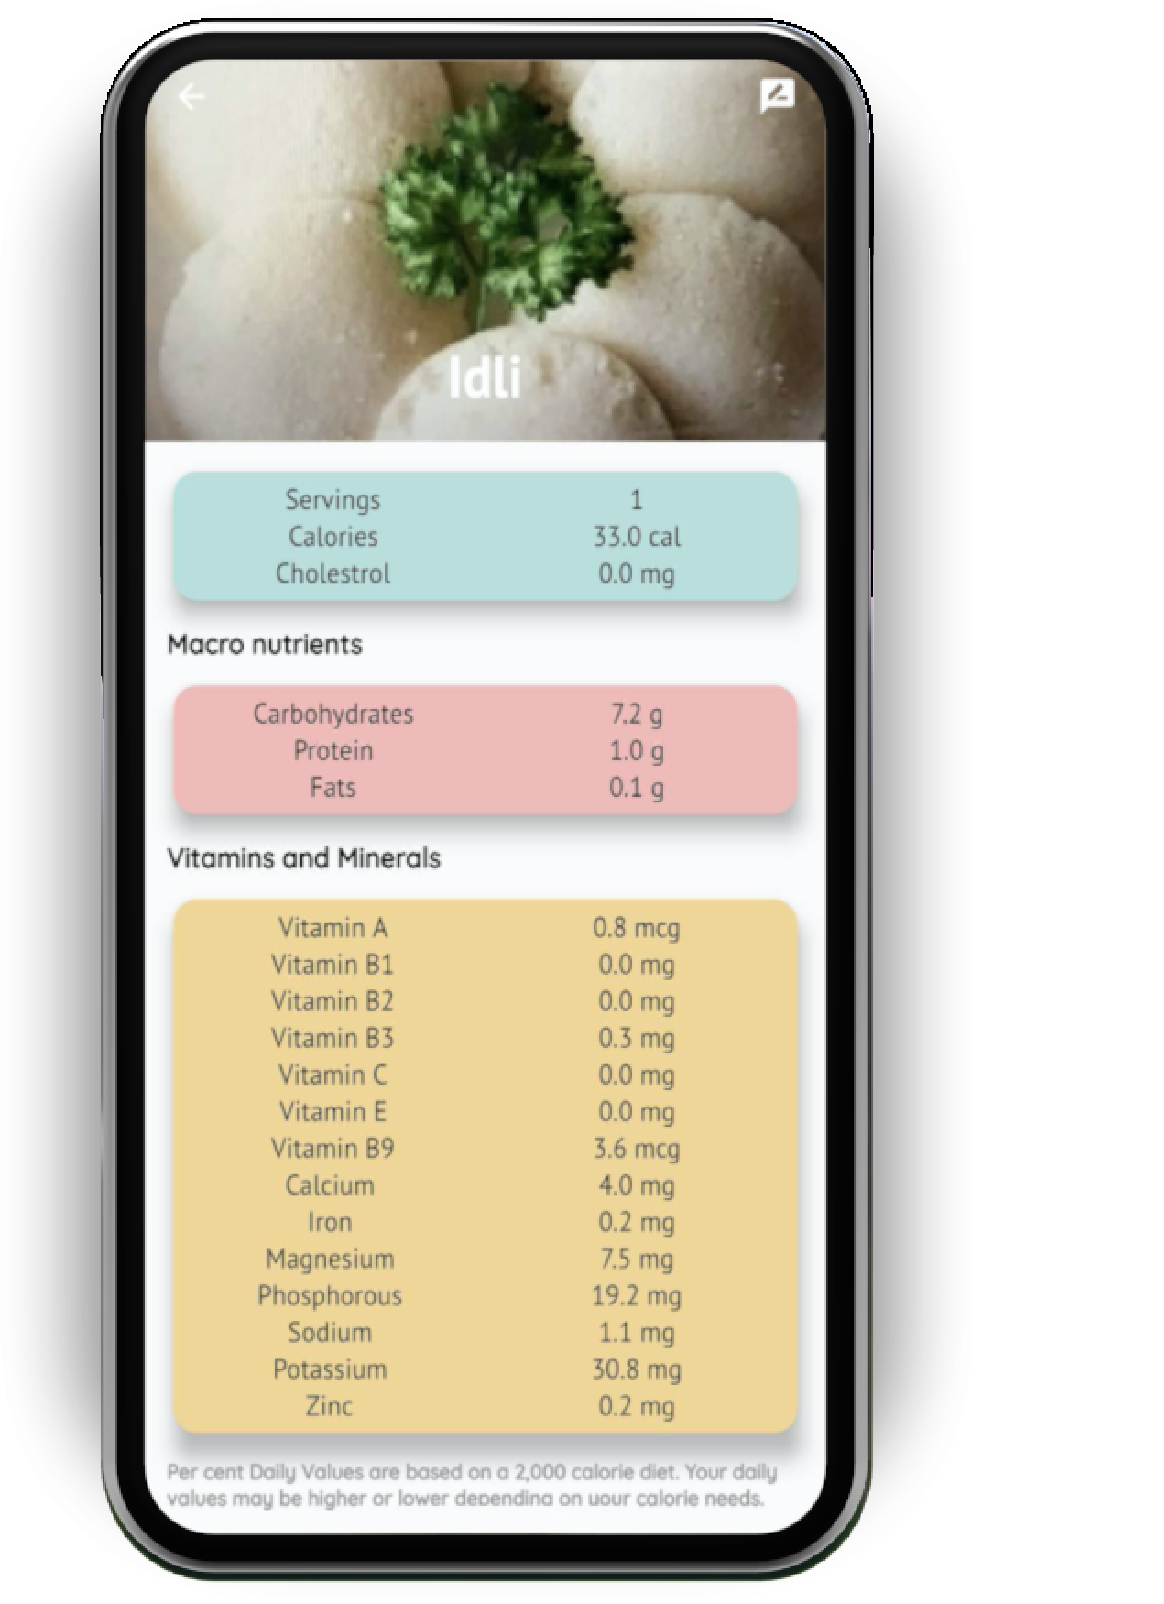 Idli
Servings 1
Calories 33.0 cal
Cholestrol 0.0 mg
Macro nutrients
Carbohydrates 7.2 g
Protein 1.0 g
Fats 0.1 g
Vitamins and Minerals
Vitamin A 0.8 mcg
Vitamin B1 0.0 mg
Vitamin B2 0.0 mg
Vitamin B3 0.3 mg
Vitamin C 0.0 mg
Vitamin E 0.0 mg
Vitamin B9 3.6 mcg
Calcium 4.0 mg
Iron 0.2 mg
Magnesium 7.5 mg
Phosphorous 19.2 mg
Sodium 1.1 mg
Potassium 30.8 mg
Zinc 0.2 mg
Per cent Daily Values are based on a 2,000 calorie diet. Your daily
values may be higher or lower depending on your calorie needs.